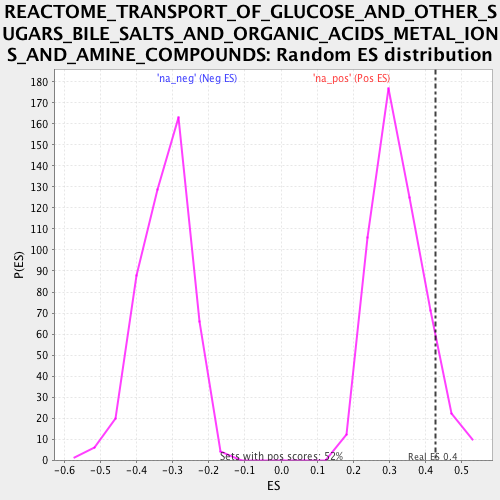 REACTOME_TRANSPORT_OF_GLUCOSE_AND_OTHER_S
UGARS_BILE_SALTS_AND_ORGANIC_ACIDS_METAL_ION
S_AND_AMINE_COMPOUNDS: Random ES distribution
'na_neg' (Neg ES) 'na_pos' (Pos ES)
180
170
160
150
140
130
120
110
100
90
80
70
60
50
40
30
20
10
0
P(ES)
Sets with pos scores: 52%
Real ES 0.4
-0.6 -0.5 -0.4 -0.3 -0.2 -0.1 0.0 0.1 0.2 0.3 0.4 0.5
ES